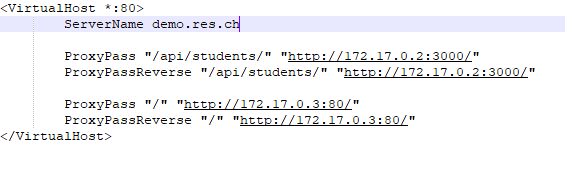 <VirtualHost *:80>
ServerName demo.res.ch
ProxyPass "/api/students/" "http://172.17.0.2:3000/"
ProxyPassReverse "/api/students/" "http://172.17.0.2:3000/"
ProxyPass "/" "http://172.17.0.3:80/"
ProxyPassReverse "/" "http://172.17.0.3:80/"
</VirtualHost>